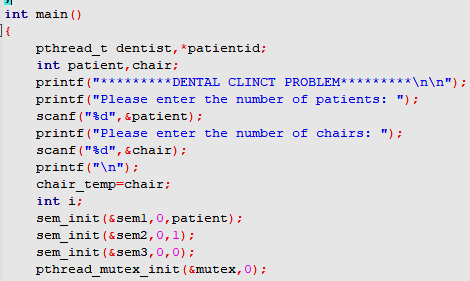 int main()
{
pthread_t dentist,*patientid;
int patient,chair;
printf("*********DENTAL CLINCT PROBLEM*********\n\n");
printf("Please enter the number of patients: ");
scanf("%d",&patient);
printf("Please enter the number of chairs: ");
scanf("%d",&chair);
printf("\n");
chair_temp=chair;
int i;
sem_init(&sem1,0,patient);
sem_init(&sem2,0,1);
sem_init(&sem3,0,0);
pthread_mutex_init(&mutex,0);